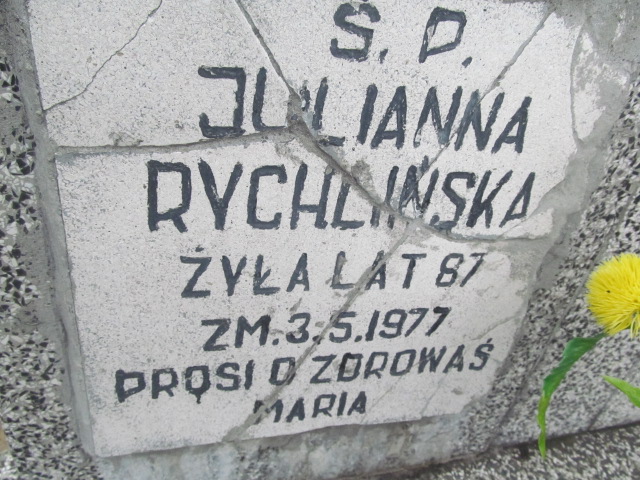 Ś. P.
JULIANNA
RYCHLIŃSKA
ŻYŁA LAT 87
ZM. 3.5.1977
PROSI O ZDROWAŚ
MARIA